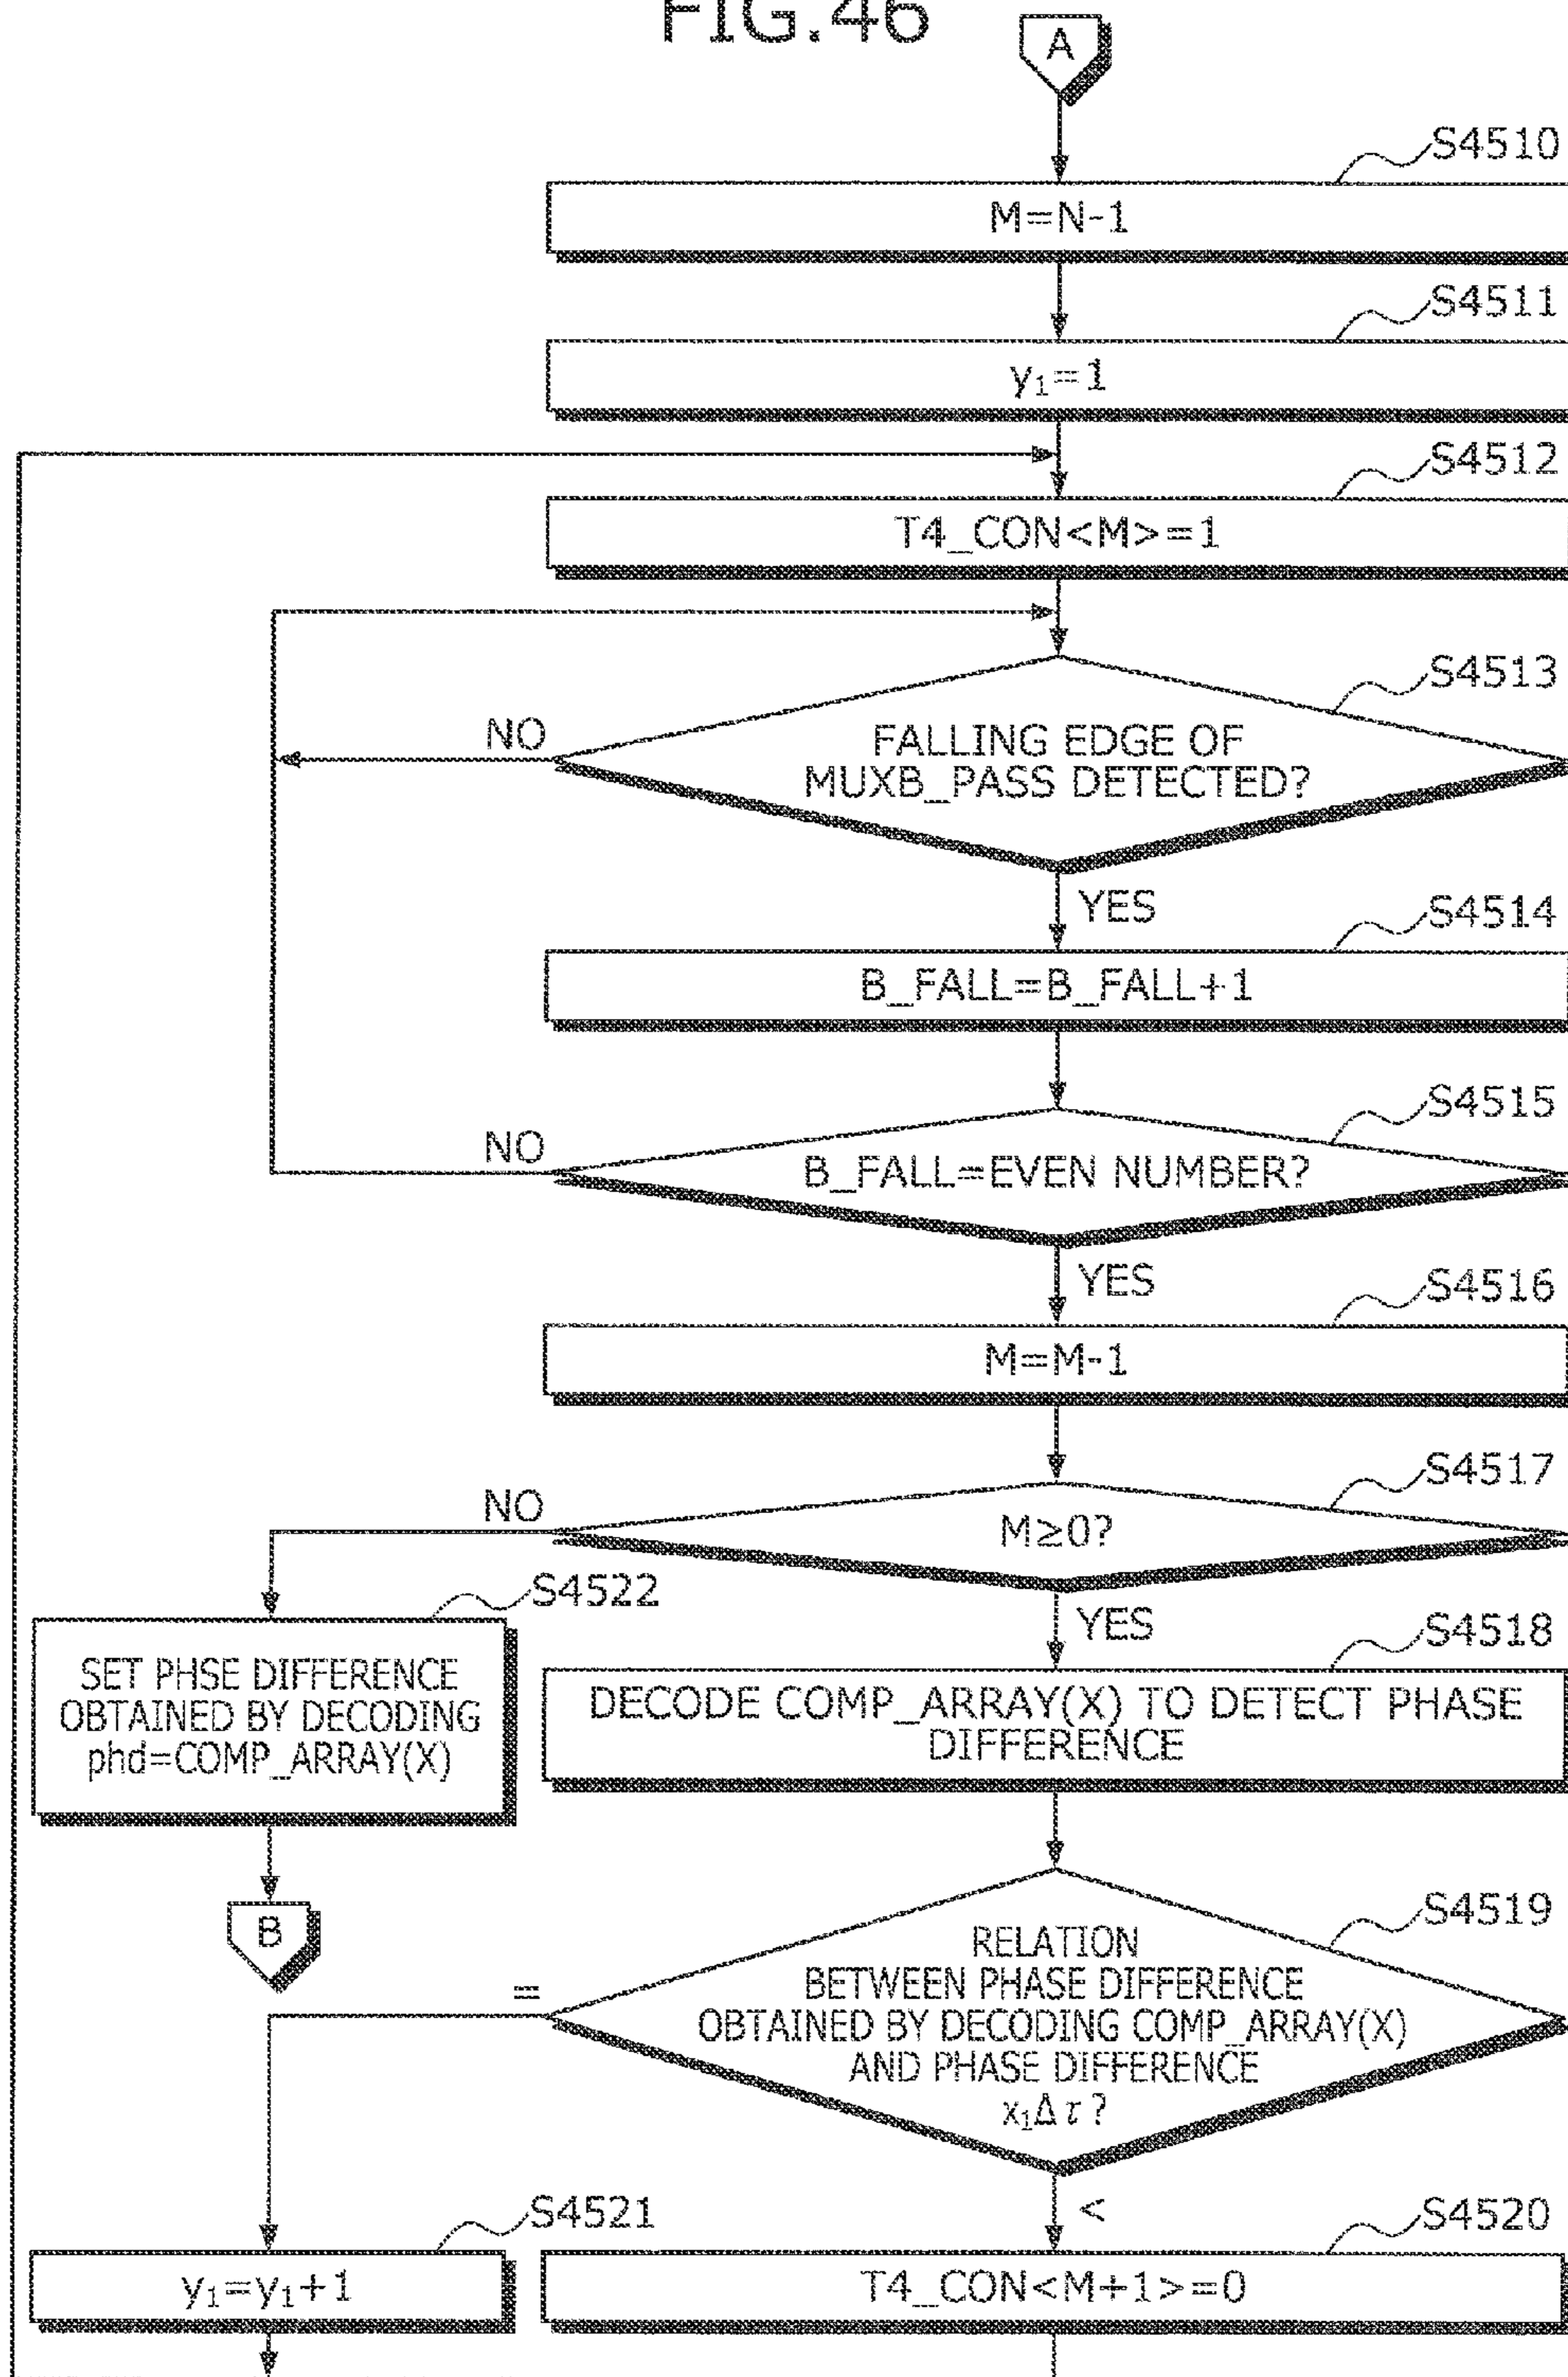 FIG.46
A
S4510
M=N-1
S4511
y₁=1
S4512
T4_CON<M>=1
S4513
NO
FALLING EDGE OF
MUXB_PASS DETECTED?
YES
S4514
B_FALL=B_FALL+1
S4515
NO
B_FALL=EVEN NUMBER?
YES
S4516
M=M-1
S4517
NO
M≥0?
S4522
YES
S4518
SET PHSE DIFFERENCE
OBTAINED BY DECODING
phd=COMP_ARRAY(X)
DECODE COMP_ARRAY(X) TO DETECT PHASE
DIFFERENCE
B
S4519
=
RELATION
BETWEEN PHASE DIFFERENCE
OBTAINED BY DECODING COMP_ARRAY(X)
AND PHASE DIFFERENCE
x₁Δτ?
<
S4521
S4520
y₁=y₁+1
T4_CON<M+1>=0